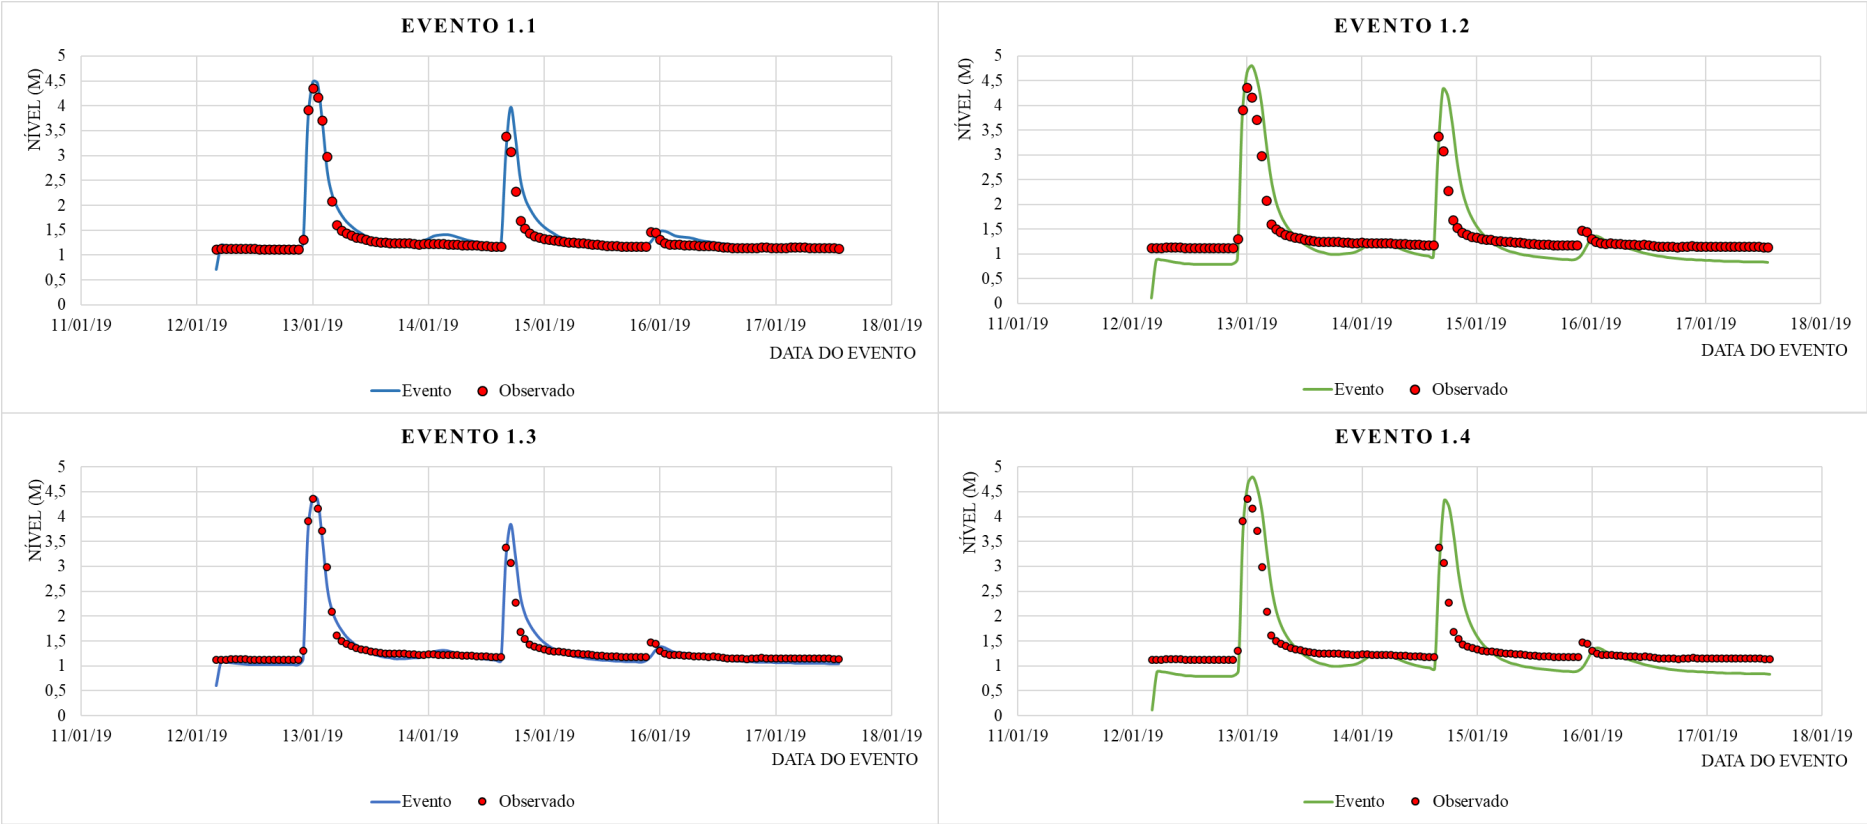 EVENTO 1.1
NÍVEL (M)
5
4,5
4
3,5
3
2,5
2
1,5
1
0,5
0
11/01/19 12/01/19 13/01/19 14/01/19 15/01/19 16/01/19 17/01/19 18/01/19
DATA DO EVENTO
Evento Observado
EVENTO 1.2
NÍVEL (M)
5
4,5
4
3,5
3
2,5
2
1,5
1
0,5
0
11/01/19 12/01/19 13/01/19 14/01/19 15/01/19 16/01/19 17/01/19 18/01/19
DATA DO EVENTO
Evento Observado
EVENTO 1.3
NÍVEL (M)
5
4,5
4
3,5
3
2,5
2
1,5
1
0,5
0
11/01/19 12/01/19 13/01/19 14/01/19 15/01/19 16/01/19 17/01/19 18/01/19
DATA DO EVENTO
Evento Observado
EVENTO 1.4
NÍVEL (M)
5
4,5
4
3,5
3
2,5
2
1,5
1
0,5
0
11/01/19 12/01/19 13/01/19 14/01/19 15/01/19 16/01/19 17/01/19 18/01/19
DATA DO EVENTO
Evento Observado